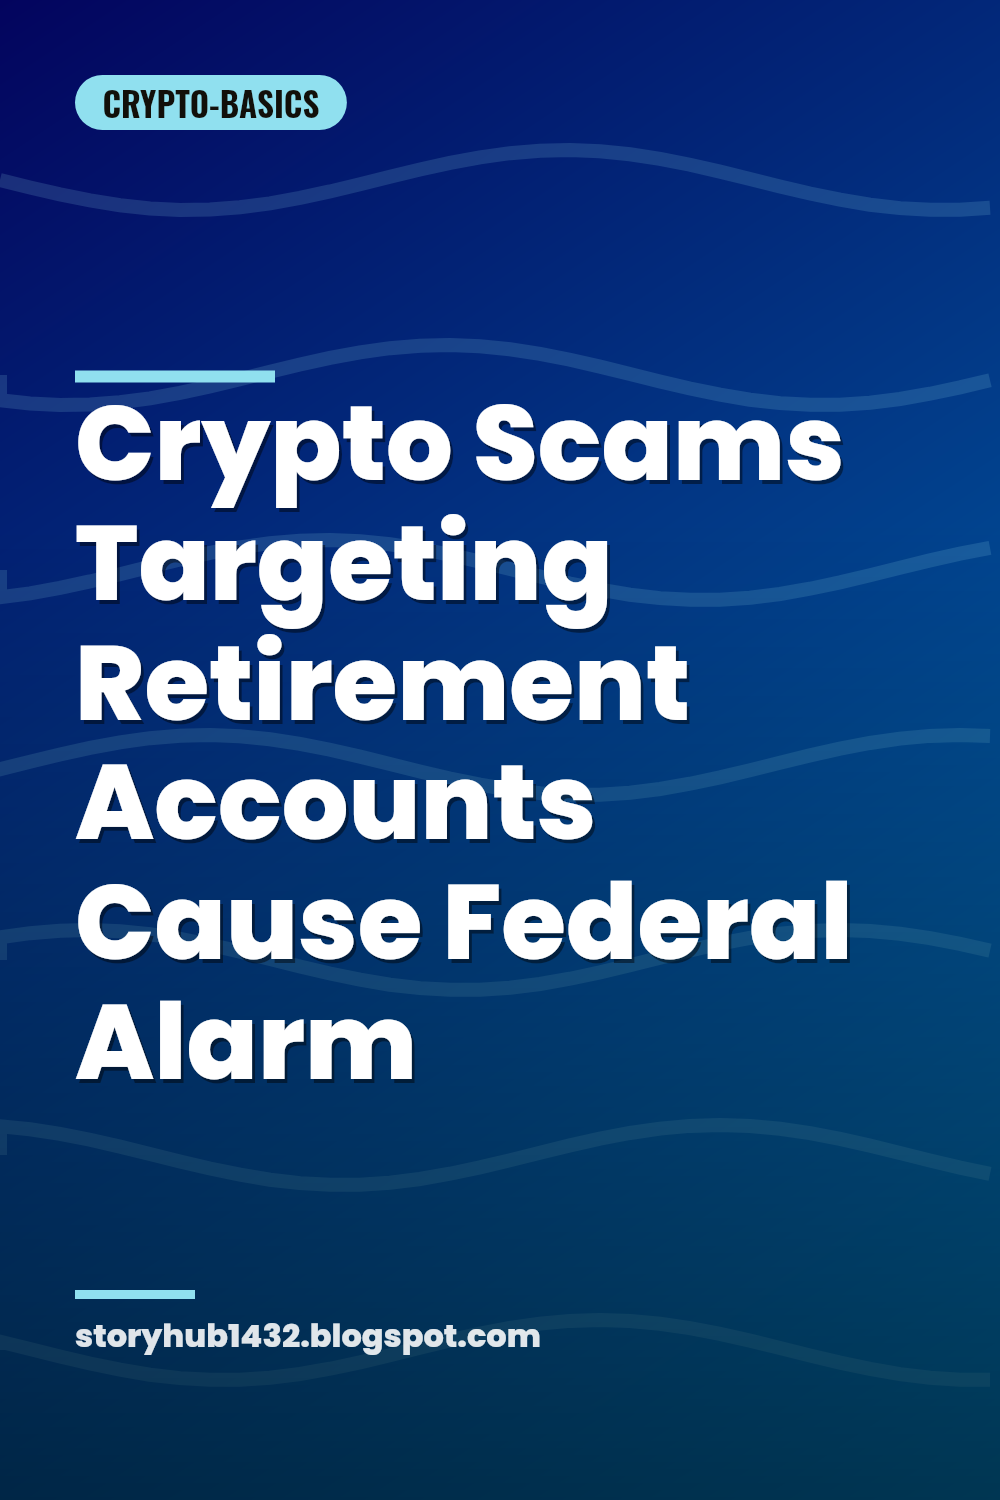 CRYPTO-BASICS
Crypto Scams
Targeting
Retirement
Accounts
Cause Federal
Alarm
storyhub1432.blogspot.com